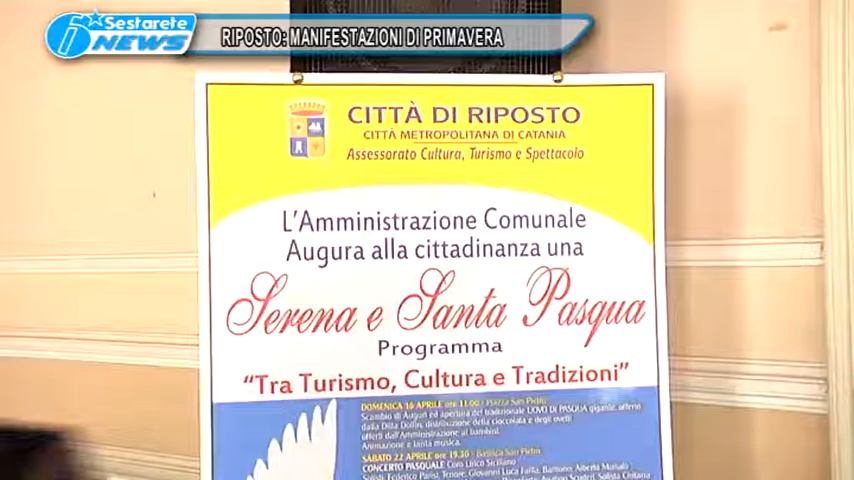 Sestarete
6 NEWS
RIPOSTO: MANIFESTAZIONI DI PRIMAVERA
CITTÀ DI RIPOSTO
CITTÀ METROPOLITANA DI CATANIA
Assessorato Cultura, Turismo e Spettacolo
L'Amministrazione Comunale
Augura alla cittadinanza una
Serena e Santa Pasqua
Programma
"Tra Turismo, Cultura e Tradizioni"
DOMENICA 16 APRILE ore 11.00 / Piazza San Pietro
Scambio di Auguri ed apertura del tradizionale UOVO DI PASQUA gigante, offerto
dalla Ditta Dolfin, distribuzione della cioccolata e degli ovetti
offerti dall'Amministrazione ai bambini.
Animazione e tanta musica.
SABATO 22 APRILE ore 19.30 - Basilica San Pietro
CONCERTO PASQUALE Coro Lirico Siciliano
Solisti: Federico Parisi, Tenore, Giovanni Luca Failla, Baritono, Alberto Munafò